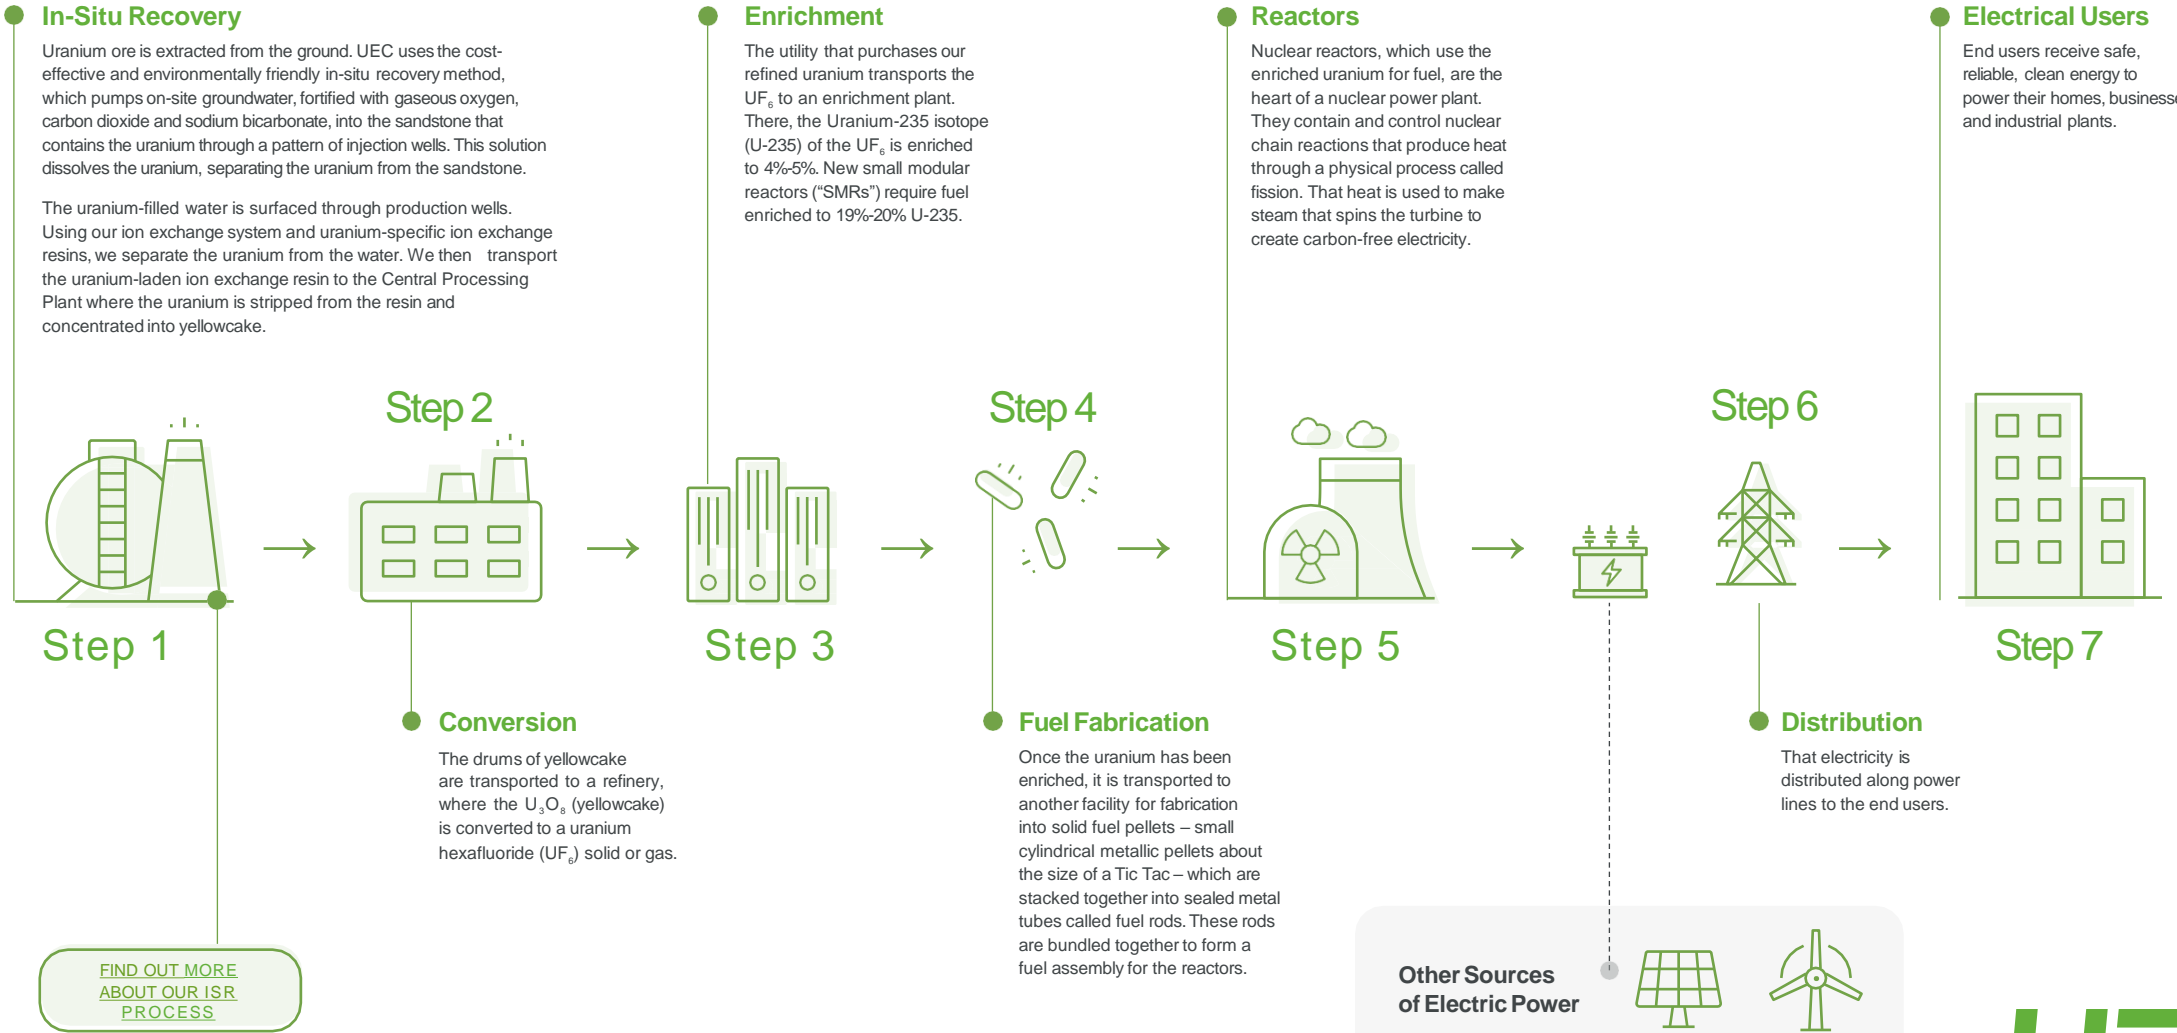 In-Situ Recovery
Uranium ore is extracted from the ground. UEC uses the cost-
effective and environmentally friendly in-situ recovery method,
which pumps on-site groundwater, fortified with gaseous oxygen,
carbon dioxide and sodium bicarbonate, into the sandstone that
contains the uranium through a pattern of injection wells. This solution
dissolves the uranium, separating the uranium from the sandstone.
The uranium-filled water is surfaced through production wells.
Using our ion exchange system and uranium-specific ion exchange
resins, we separate the uranium from the water. We then transport
the uranium-laden ion exchange resin to the Central Processing
Plant where the uranium is stripped from the resin and
concentrated into yellowcake.
Enrichment
The utility that purchases our
refined uranium transports the
UF₆ to an enrichment plant.
There, the Uranium-235 isotope
(U-235) of the UF₆ is enriched
to 4%-5%. New small modular
reactors (“SMRs”) require fuel
enriched to 19%-20% U-235.
Reactors
Nuclear reactors, which use the
enriched uranium for fuel, are the
heart of a nuclear power plant.
They contain and control nuclear
chain reactions that produce heat
through a physical process called
fission. That heat is used to make
steam that spins the turbine to
create carbon-free electricity.
Electrical Users
End users receive safe,
reliable, clean energy to
power their homes, businesse
and industrial plants.
Step 2
Step 4
Step 6
Step 1
Step 3
Step 5
Step 7
Conversion
The drums of yellowcake
are transported to a refinery,
where the U₃O₈ (yellowcake)
is converted to a uranium
hexafluoride (UF₆) solid or gas.
Fuel Fabrication
Once the uranium has been
enriched, it is transported to
another facility for fabrication
into solid fuel pellets – small
cylindrical metallic pellets about
the size of a Tic Tac – which are
stacked together into sealed metal
tubes called fuel rods. These rods
are bundled together to form a
fuel assembly for the reactors.
Distribution
That electricity is
distributed along power
lines to the end users.
FIND OUT MORE
ABOUT OUR ISR
PROCESS
Other Sources
of Electric Power